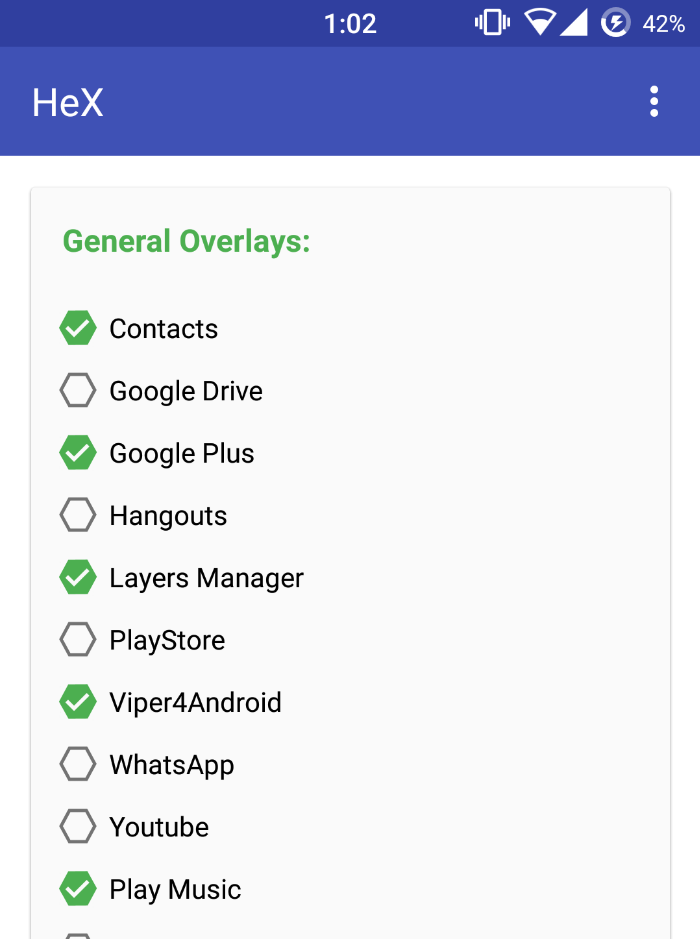 1:02
42%
HeX
General Overlays:
Contacts
Google Drive
Google Plus
Hangouts
Layers Manager
PlayStore
Viper4Android
WhatsApp
Youtube
Play Music